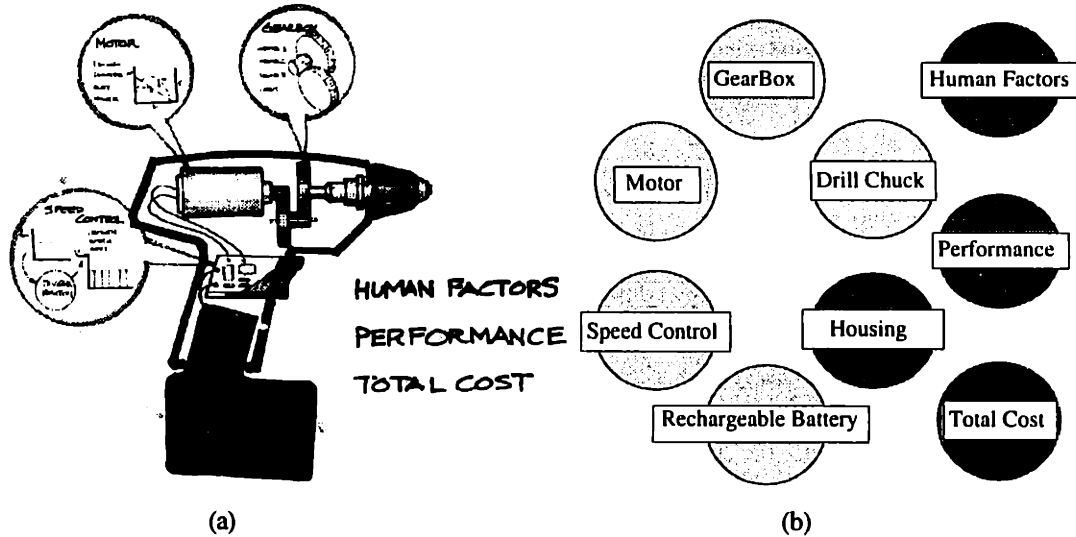 MOTOR
GEARBOX
SPEED
CONTROL
HUMAN FACTORS
PERFORMANCE
TOTAL COST
(a)
GearBox
Human Factors
Motor
Drill Chuck
Performance
Speed Control
Housing
Rechargeable Battery
Total Cost
(b)